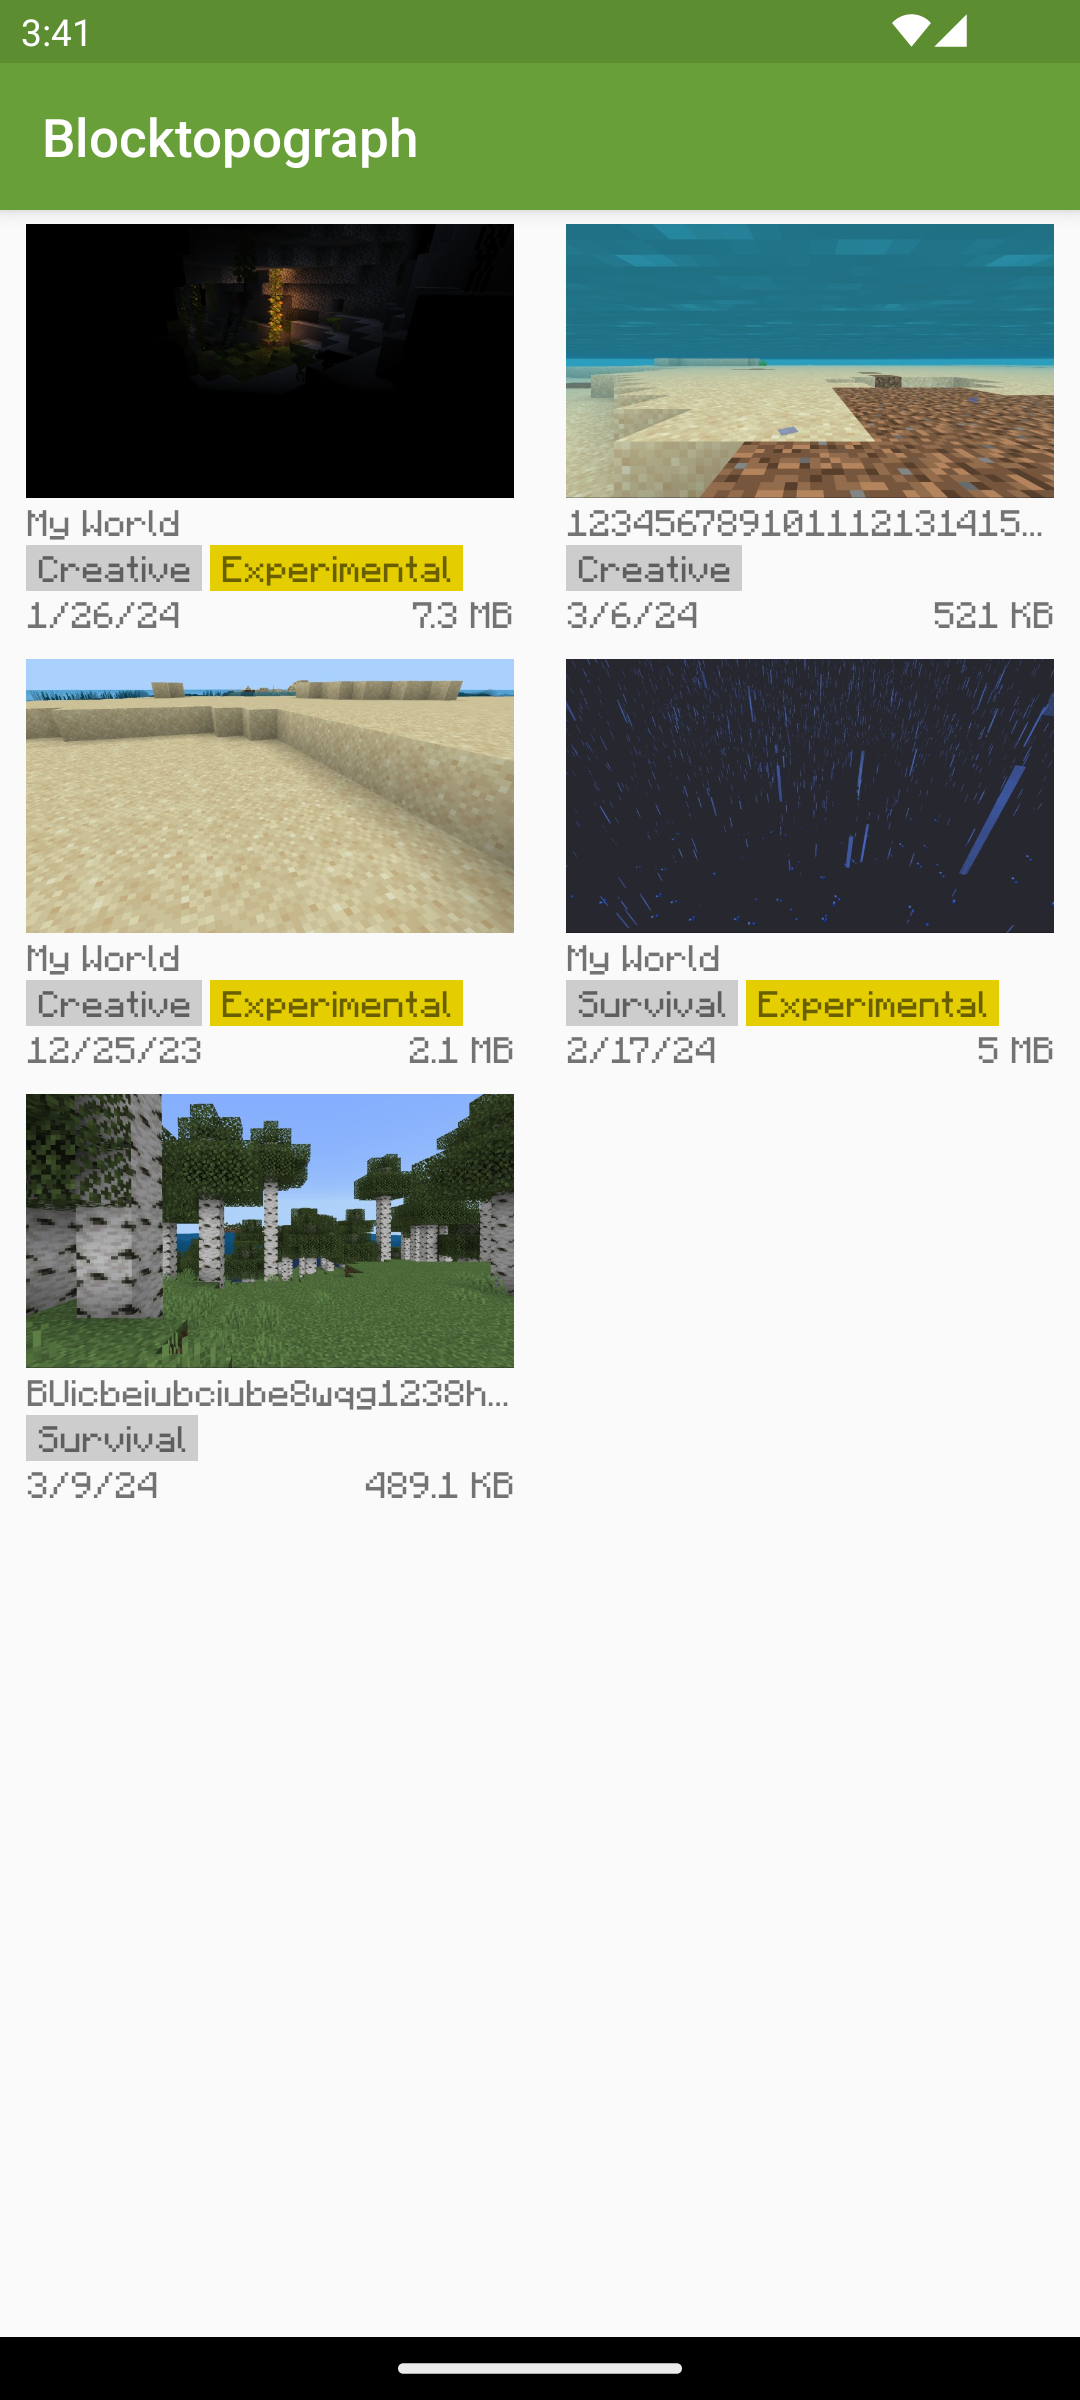 3:41
Blocktopograph
My World
Creative Experimental
1/26/24 7.3 MB
123456789101112131415...
Creative
3/6/24 521 KB
My World
Creative Experimental
12/25/23 2.1 MB
My World
Survival Experimental
2/17/24 5 MB
BUicbeiubciube8wqg1238h...
Survival
3/9/24 489.1 KB